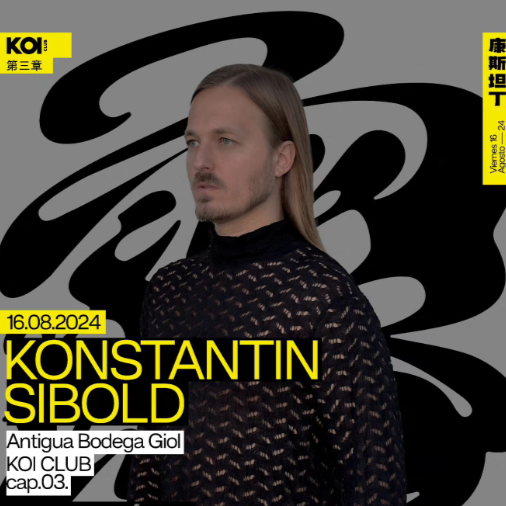 KOI CLUB
第三章
康斯坦丁
Viernes 16
Agosto — 24
16.08.2024
KONSTANTIN
SIBOLD
Antigua Bodega Giol
KOI CLUB
cap.03.